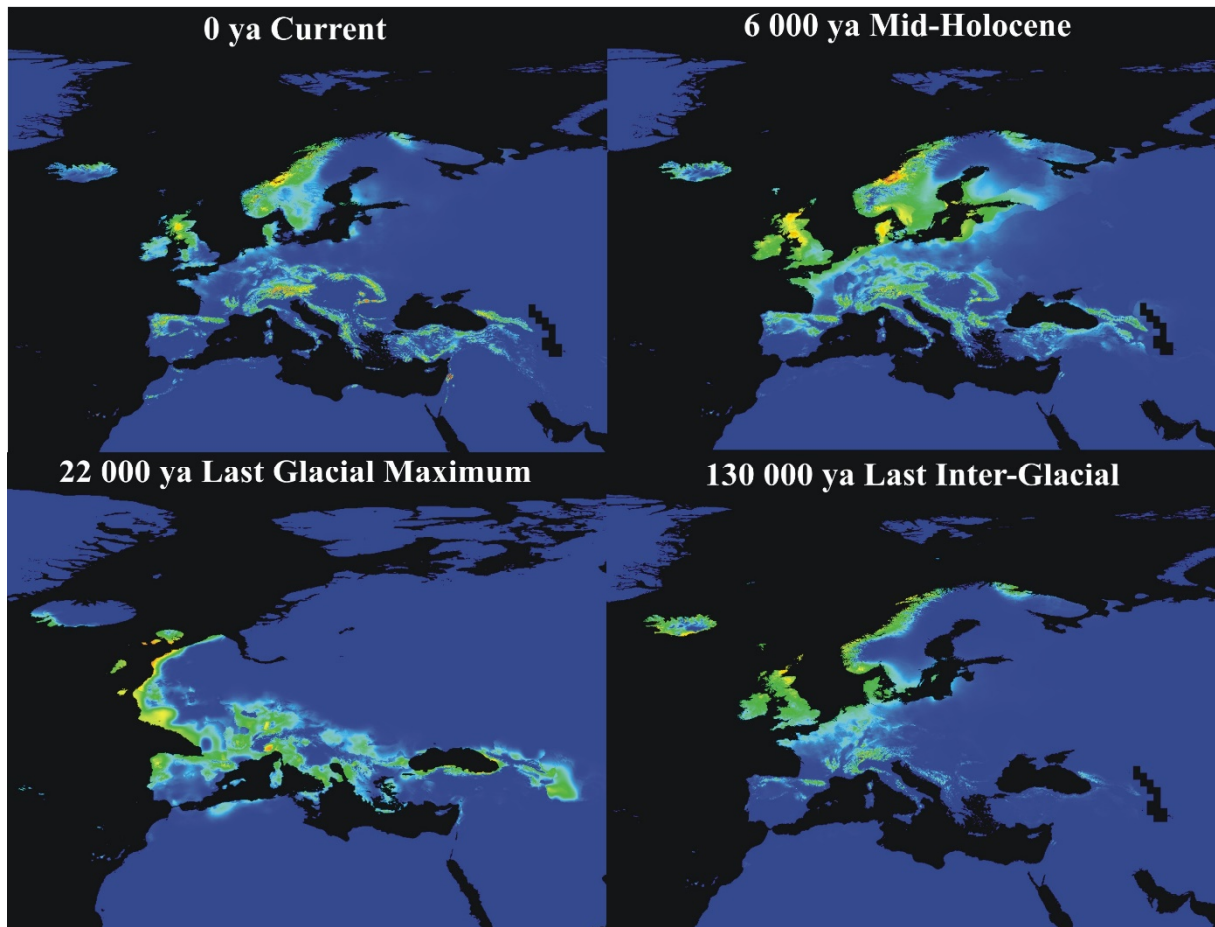 0 ya Current
6 000 ya Mid-Holocene
22 000 ya Last Glacial Maximum
130 000 ya Last Inter-Glacial